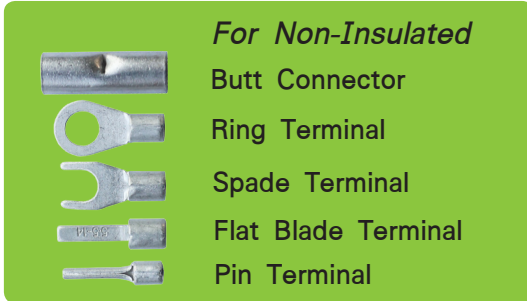 For Non-Insulated
Butt Connector
Ring Terminal
Spade Terminal
Flat Blade Terminal
Pin Terminal